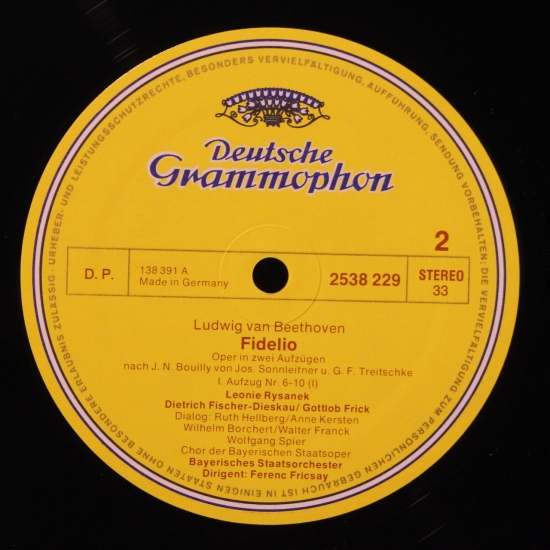 URHEBER- UND LEISTUNGSSCHUTZRECHTE, BESONDERS VERVIELFÄLTIGUNG, AUFFÜHRUNG, SENDUNG VORBEHALTEN; DIE VERVIELFÄLTIGUNG ZUM PERSÖNLICHEN GEBRAUCH IST IN EINIGEN STAATEN OHNE BESONDERE ERLAUBNIS ZULÄSSIG -
Deutsche
Grammophon
2
D. P.
138 391 A
Made in Germany
2538 229
STEREO
33
Ludwig van Beethoven
Fidelio
Oper in zwei Aufzügen
nach J. N. Bouilly von Jos. Sonnleitner u. G. F. Treitschke
I. Aufzug Nr. 6-10 (I)
Leonie Rysanek
Dietrich Fischer-Dieskau/ Gottlob Frick
Dialog: Ruth Hellberg/Anne Kersten
Wilhelm Borchert/Walter Franck
Wolfgang Spier
Chor der Bayerischen Staatsoper
Bayerisches Staatsorchester
Dirigent: Ferenc Fricsay